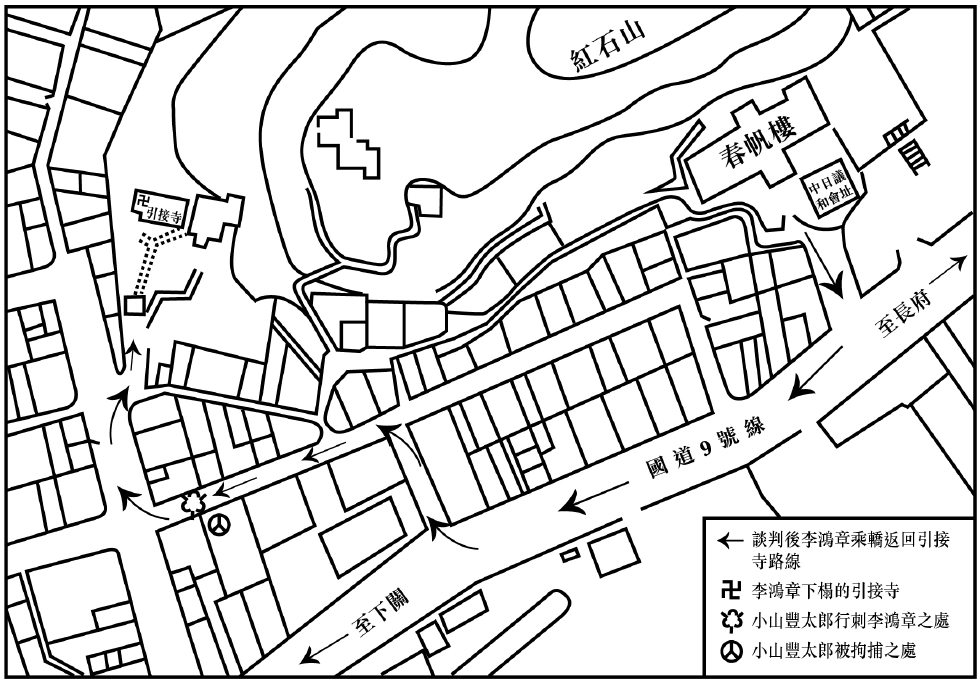 紅石山
春帆樓
中日議
和會址
卍
引接寺
至長府
國道9號線
至下關
談判後李鴻章乘轎返回引接
寺路線
卍 李鴻章下榻的引接寺
小山豐太郎行刺李鴻章之處
小山豐太郎被拘捕之處